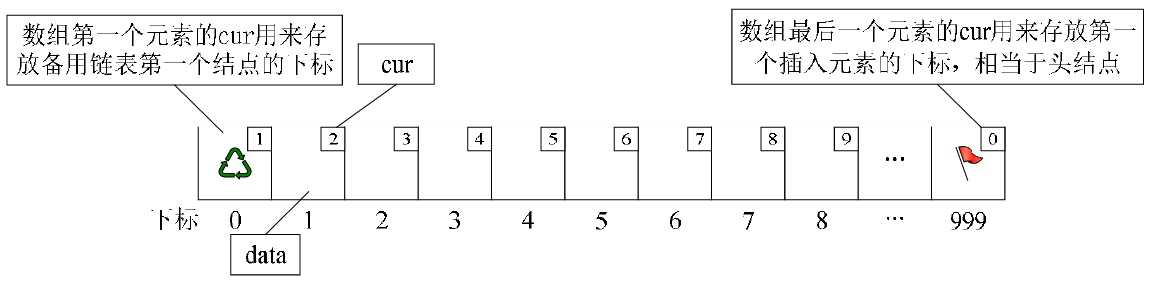 数组第一个元素的cur用来存
放备用链表第一个结点的下标
cur
数组最后一个元素的cur用来存放第一
个插入元素的下标，相当于头结点
1 2 3 4 5 6 7 8 9 … 0
下标 0 1 2 3 4 5 6 7 8 … 999
data